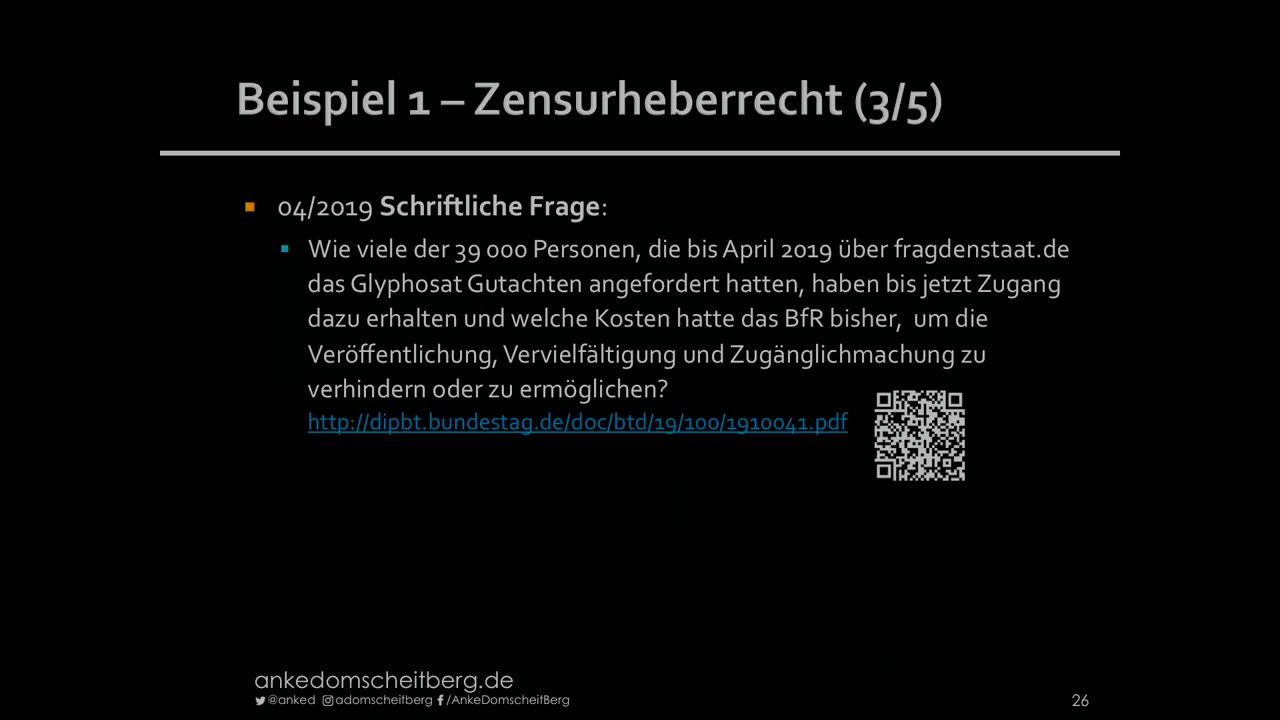 Beispiel 1 – Zensurheberrecht (3/5)
04/2019 Schriftliche Frage:
Wie viele der 39 000 Personen, die bis April 2019 über fragdenstaat.de
das Glyphosat Gutachten angefordert hatten, haben bis jetzt Zugang
dazu erhalten und welche Kosten hatte das BfR bisher, um die
Veröffentlichung, Vervielfältigung und Zugänglichmachung zu
verhindern oder zu ermöglichen?
http://dipbt.bundestag.de/doc/btd/19/100/1910041.pdf
ankedomscheitberg.de
@anked adomscheitberg /AnkeDomscheitBerg
26